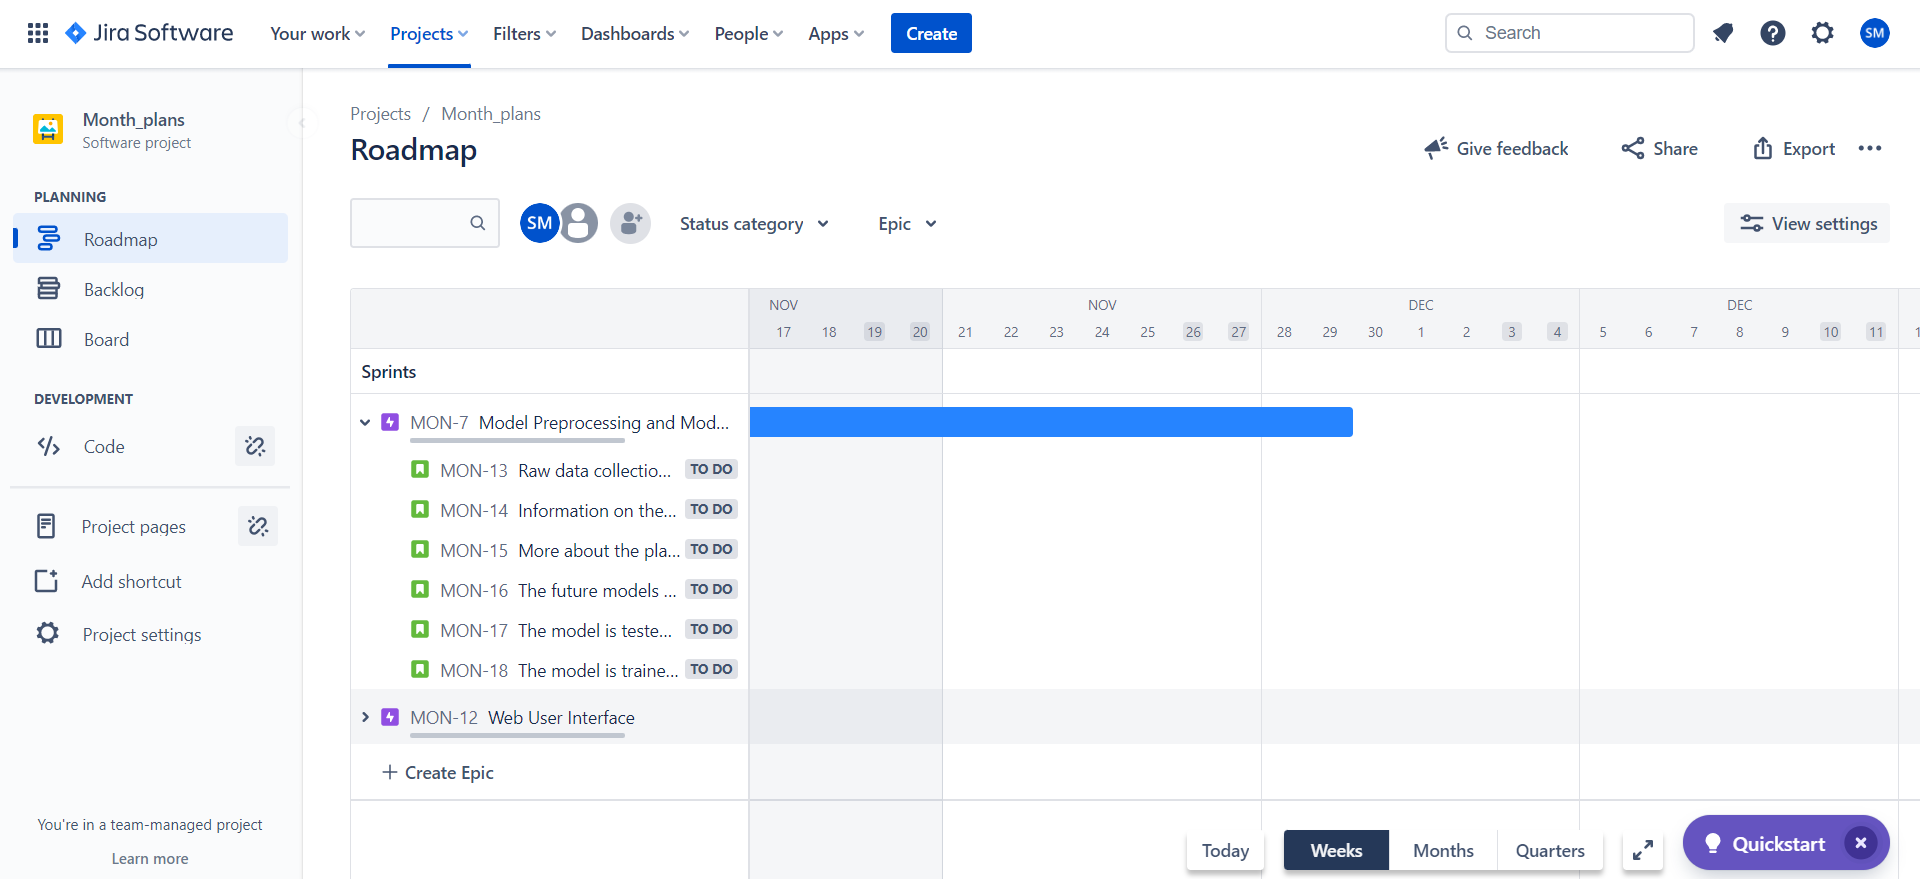 Jira Software Your work Projects Filters Dashboards People Apps Create Search SM
Month_plans
Software project
PLANNING
Roadmap
Backlog
Board
DEVELOPMENT
Code
Project pages
Add shortcut
Project settings
You're in a team-managed project
Learn more
Projects / Month_plans
Roadmap
Give feedback Share Export
SM Status category Epic View settings
NOV NOV DEC DEC
17 18 19 20 21 22 23 24 25 26 27 28 29 30 1 2 3 4 5 6 7 8 9 10 11 1
Sprints
MON-7 Model Preprocessing and Mod...
MON-13 Raw data collectio... TO DO
MON-14 Information on the... TO DO
MON-15 More about the pla... TO DO
MON-16 The future models ... TO DO
MON-17 The model is teste... TO DO
MON-18 The model is traine... TO DO
MON-12 Web User Interface
+ Create Epic
Today Weeks Months Quarters Quickstart